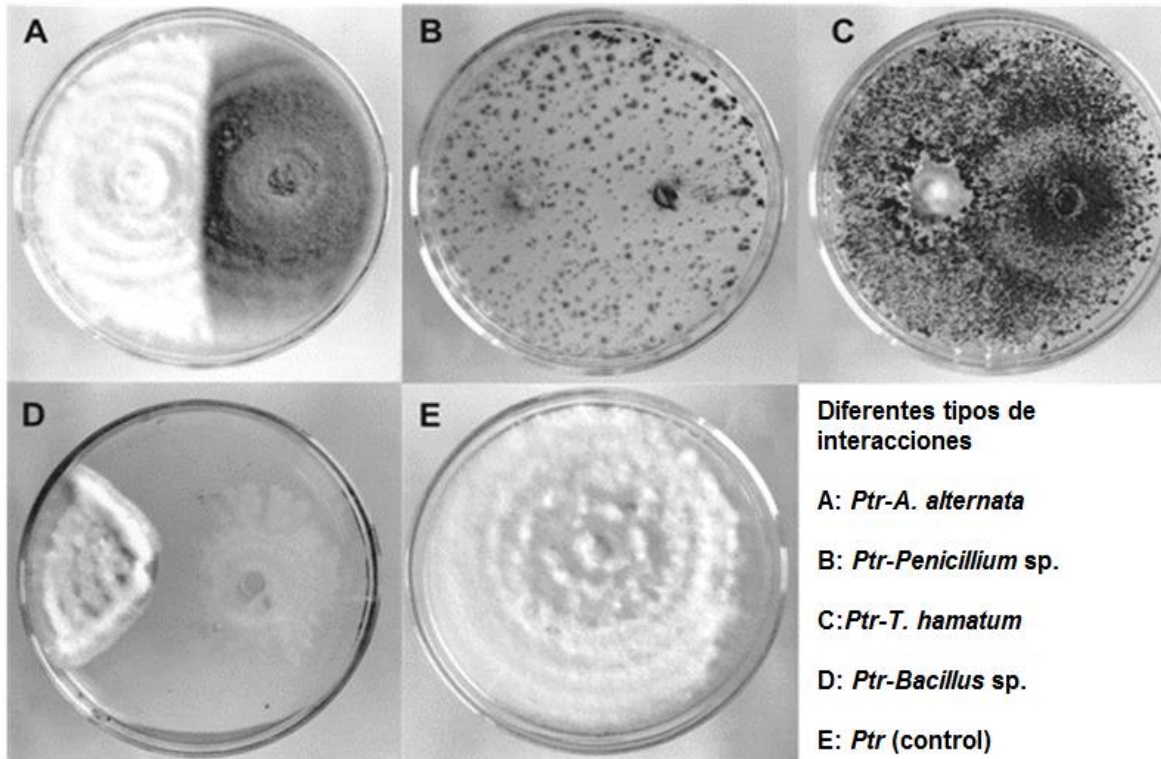 A
B
C
D
E
Diferentes tipos de
interacciones
A: Ptr-A. alternata
B: Ptr-Penicillium sp.
C:Ptr-T. hamatum
D: Ptr-Bacillus sp.
E: Ptr (control)